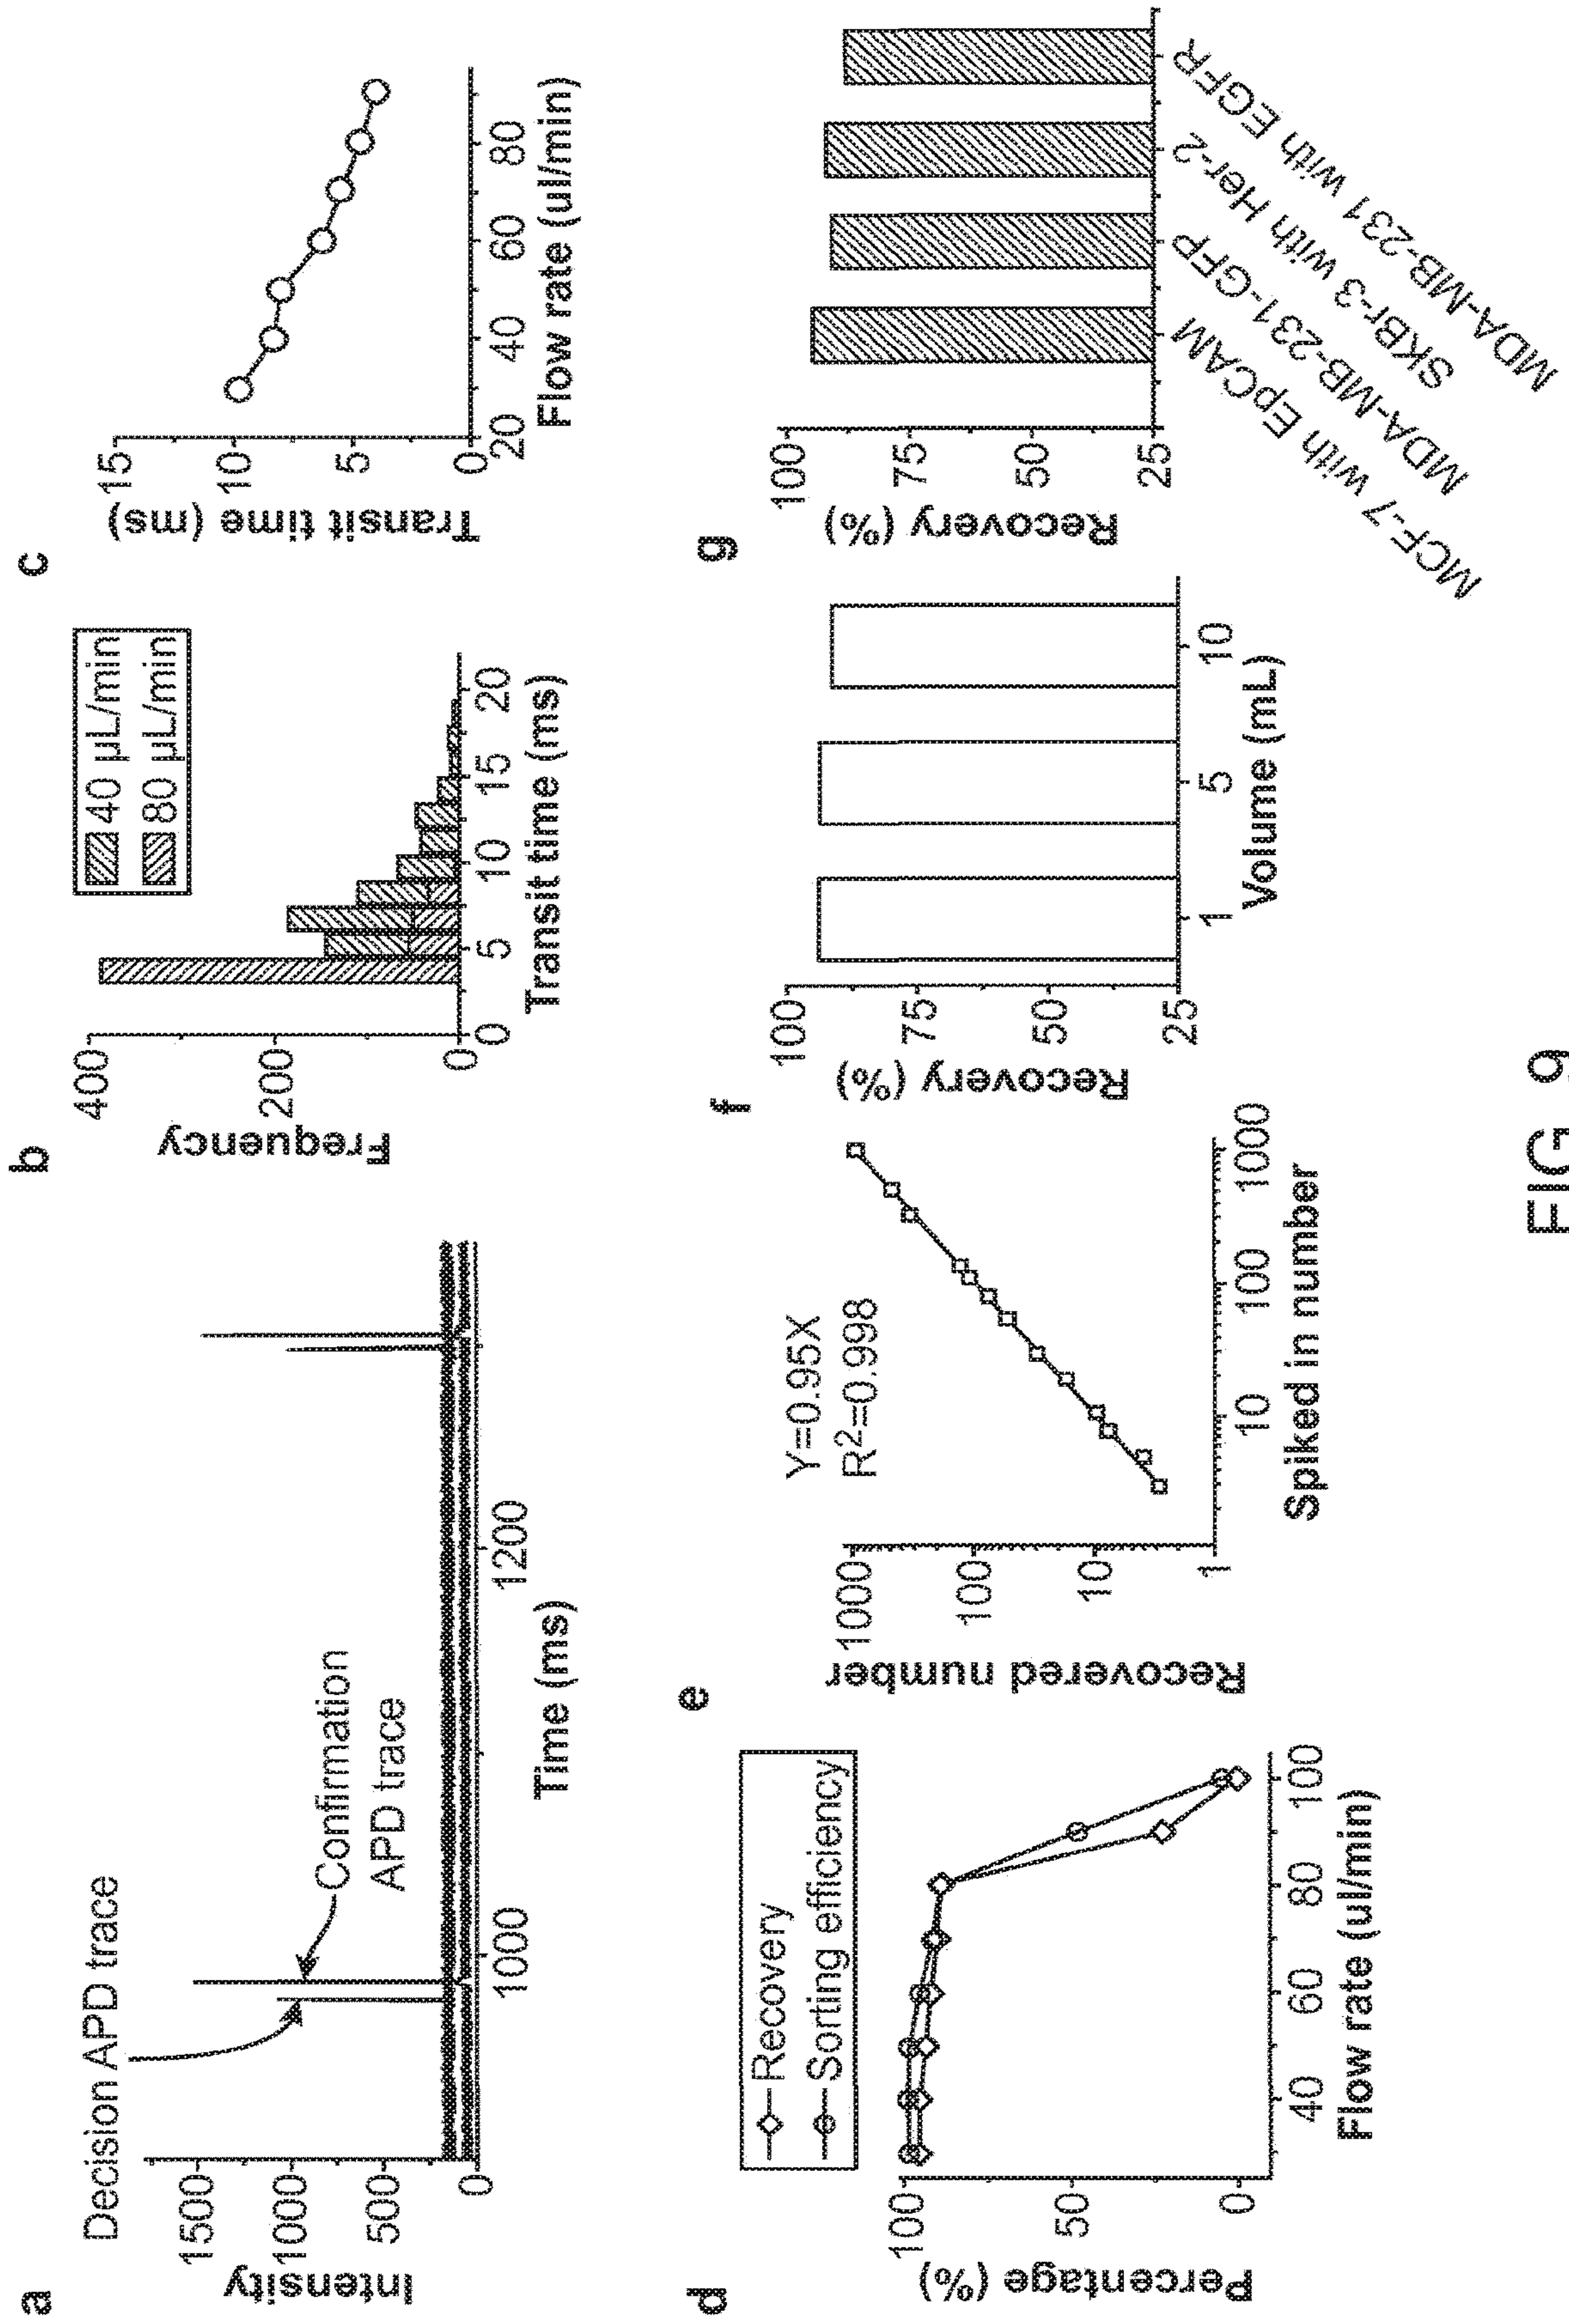 a
Decision APD trace
Confirmation
APD trace
Intensity
1500
1000
500
0
1000
1200
Time (ms)
b
40 µL/min
80 µL/min
Frequency
400
200
0
0
5
10
15
20
Transit time (ms)
c
Transit time (ms)
15
10
5
0
20
40
60
80
Flow rate (ul/min)
d
Recovery
Sorting efficiency
Percentage (%)
100
50
0
40
60
80
100
Flow rate (ul/min)
e
Y=0.95X
R²=0.998
Recovered number
1000
100
10
1
10
100
1000
Spiked in number
f
Recovery (%)
100
75
50
25
1
5
10
Volume (mL)
g
Recovery (%)
100
75
50
25
MCF-7 with EpCAM
MDA-MB-231-GFP
SKBr-3 with Her-2
MDA-MB-231 with EGFR
FIG. 9